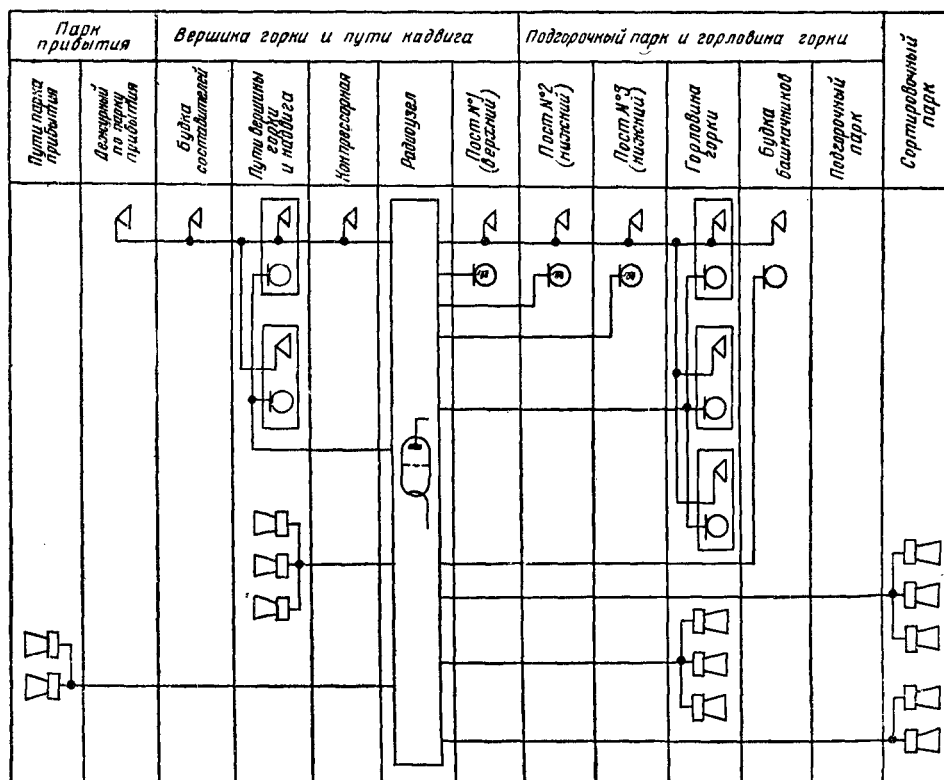 Парк
прибытия
Вершина горки и пути надвига
Подгорочный парк и горловина горки
Сортировочный
парк
Пути парка
прибытия
Дежурный
по парку
прибытия
Будка
составителей
Пути вершины
горки
и надвига
Компрессорная
Радиоузел
Пост №1
(верхний)
Пост №2
(нижний)
Пост №3
(нижний)
Горловина
горки
Будка
башмачников
Подгорочный
парк